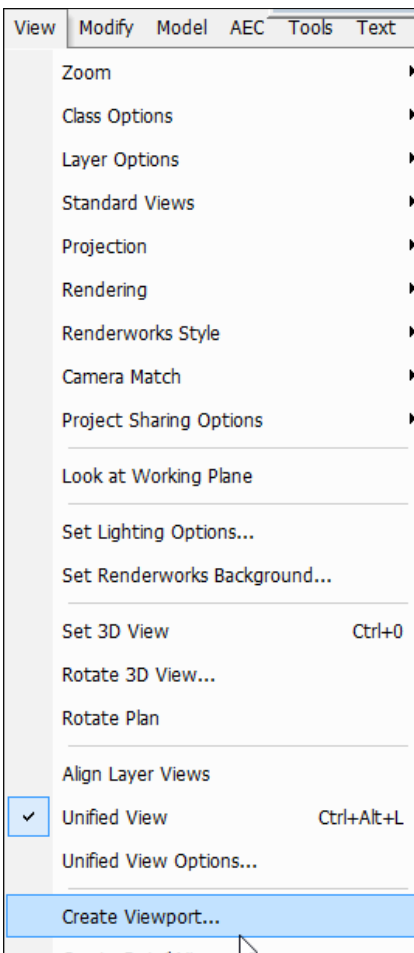 View Modify Model AEC Tools Text
Zoom
Class Options
Layer Options
Standard Views
Projection
Rendering
Renderworks Style
Camera Match
Project Sharing Options
Look at Working Plane
Set Lighting Options...
Set Renderworks Background...
Set 3D View Ctrl+0
Rotate 3D View...
Rotate Plan
Align Layer Views
Unified View Ctrl+Alt+L
Unified View Options...
Create Viewport...